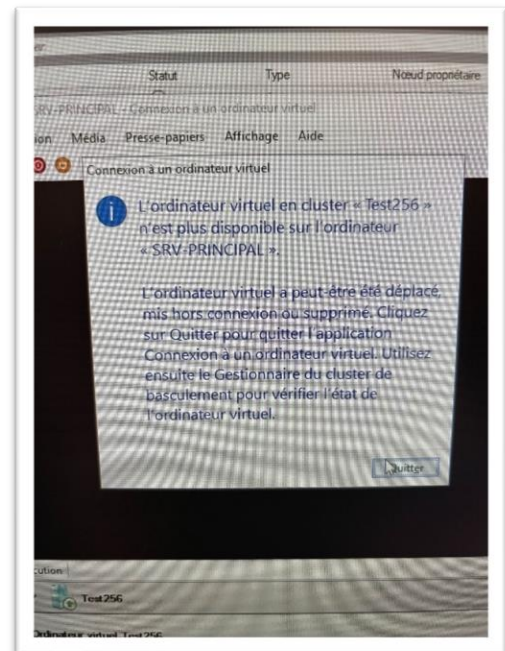 Statut Type Nœud propriétaire
SRV-PRINCIPAL - Connexion à un ordinateur virtuel
Média Presse-papiers Affichage Aide
Connexion à un ordinateur virtuel
L'ordinateur virtuel en cluster « Test256 »
n'est plus disponible sur l'ordinateur
« SRV-PRINCIPAL ».
L'ordinateur virtuel a peut-être été déplacé,
mis hors connexion ou supprimé. Cliquez
sur Quitter pour quitter l'application
Connexion à un ordinateur virtuel. Utilisez
ensuite le Gestionnaire du cluster de
basculement pour vérifier l'état de
l'ordinateur virtuel.
Quitter
Test256
Ordinateur virtuel Test256